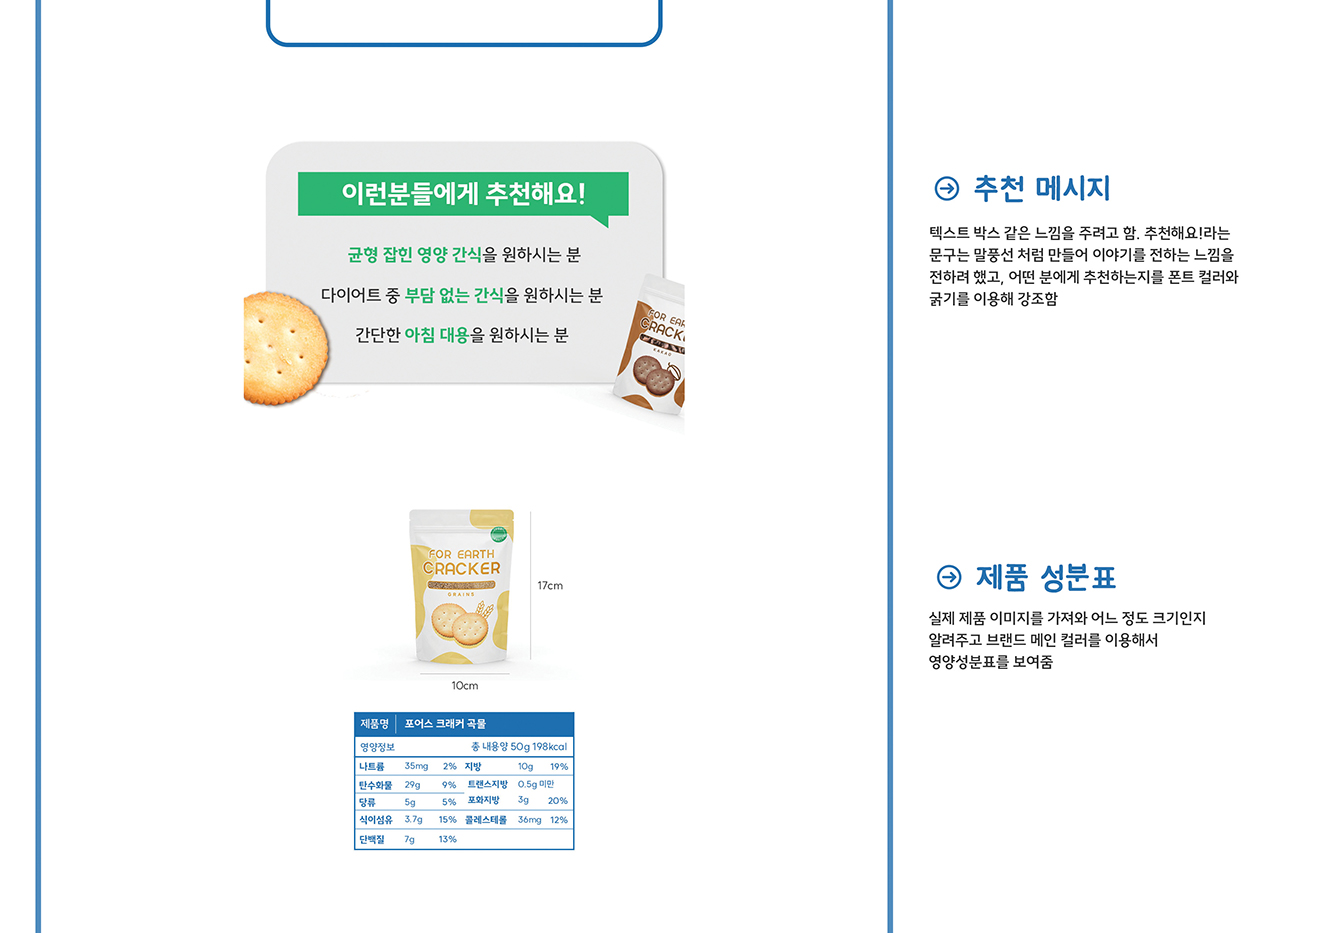 이런분들에게 추천해요!
균형 잡힌 영양 간식을 원하시는 분
다이어트 중 부담 없는 간식을 원하시는 분
간단한 아침 대용을 원하시는 분
FOR EAR
CRACK
KAKAO
추천 메시지
텍스트 박스 같은 느낌을 주려고 함. 추천해요!라는
문구는 말풍선 처럼 만들어 이야기를 전하는 느낌을
전하려 했고, 어떤 분에게 추천하는지를 폰트 컬러와
굵기를 이용해 강조함
FOR EARTH
CRACKER
GRAINS
17cm
10cm
제품명 포어스 크래커 곡물
영양정보 총 내용양 50g 198kcal
나트륨 35mg 2% 지방 10g 19%
탄수화물 29g 9% 트랜스지방 0.5g 미만
당류 5g 5% 포화지방 3g 20%
식이섬유 3.7g 15% 콜레스테롤 36mg 12%
단백질 7g 13%
제품 성분표
실제 제품 이미지를 가져와 어느 정도 크기인지
알려주고 브랜드 메인 컬러를 이용해서
영양성분표를 보여줌